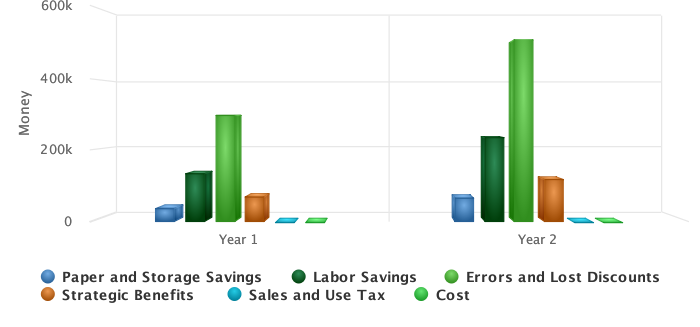 600k
400k
200k
0
Money
Year 1
Year 2
Paper and Storage Savings
Labor Savings
Errors and Lost Discounts
Strategic Benefits
Sales and Use Tax
Cost